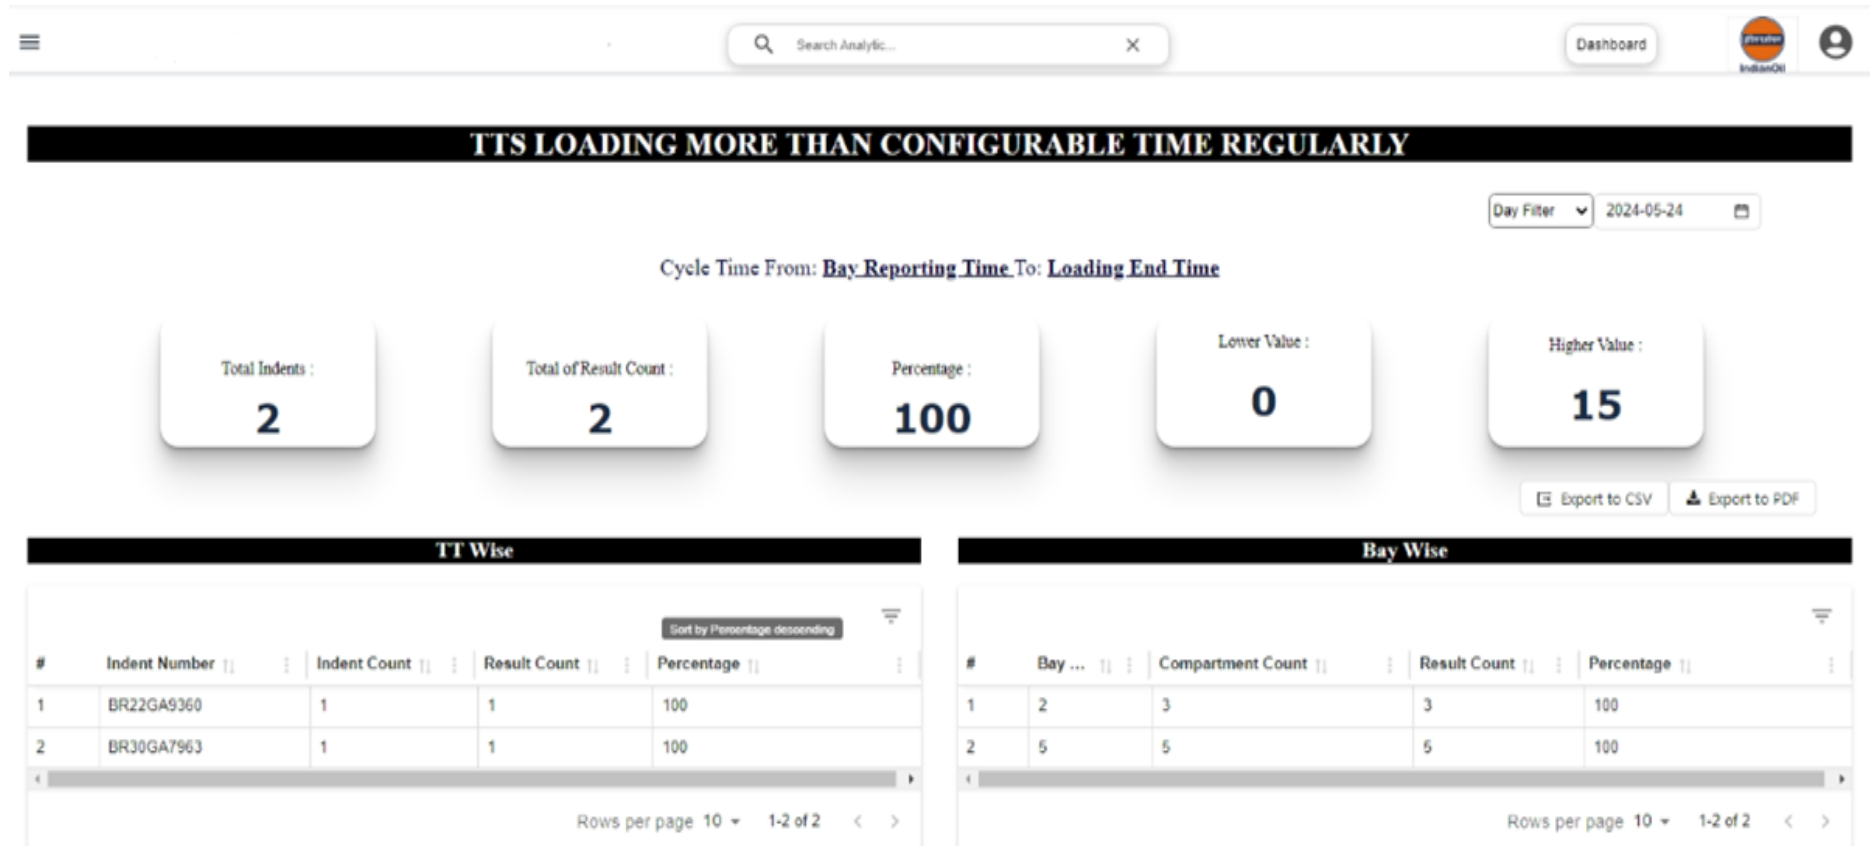 Search Analytic...
Dashboard
IndianOil
TTS LOADING MORE THAN CONFIGURABLE TIME REGULARLY
Day Filter
2024-05-24
Cycle Time From: Bay Reporting Time To: Loading End Time
Total Indents :
2
Total of Result Count :
2
Percentage :
100
Lower Value :
0
Higher Value :
15
Export to CSV
Export to PDF
TT Wise
Sort by Percentage descending
# Indent Number Indent Count Result Count Percentage
1 BR22GA9360 1 1 100
2 BR30GA7963 1 1 100
Rows per page 10 1-2 of 2
Bay Wise
# Bay ... Compartment Count Result Count Percentage
1 2 3 3 100
2 5 5 5 100
Rows per page 10 1-2 of 2